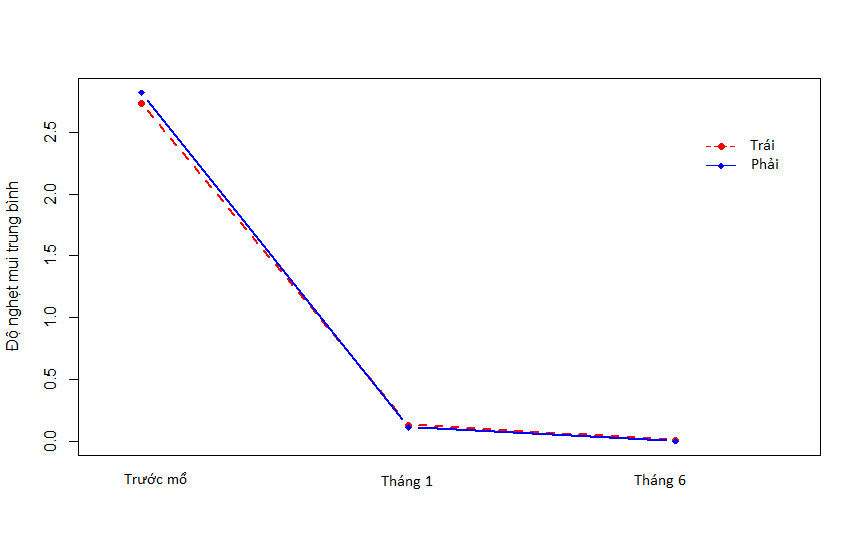 Độ nghẹt mui trung bình
2.5
2.0
1.5
1.0
0.5
0.0
Trái
Phải
Trước mổ
Tháng 1
Tháng 6